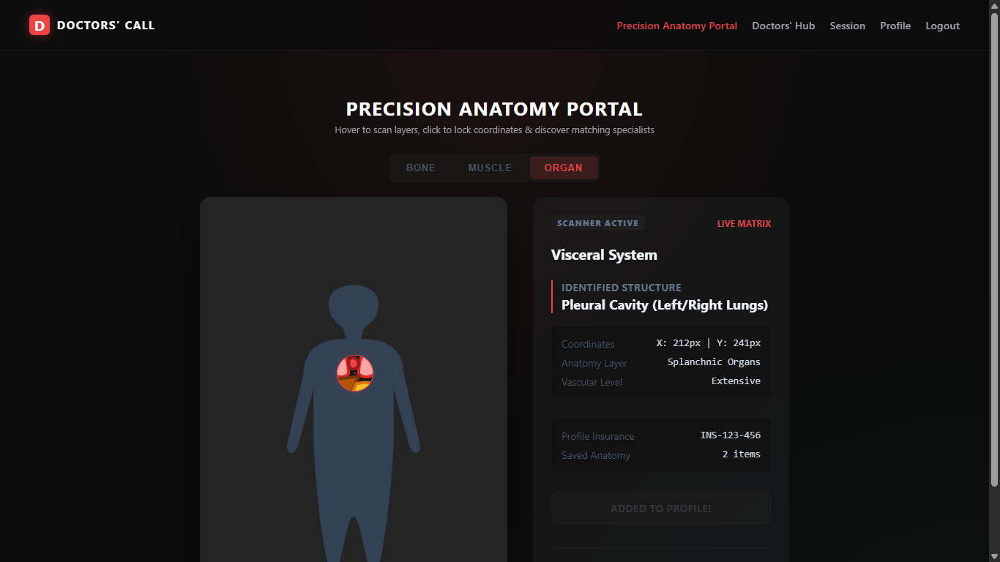 D DOCTORS' CALL
Precision Anatomy Portal Doctors' Hub Session Profile Logout
PRECISION ANATOMY PORTAL
Hover to scan layers, click to lock coordinates & discover matching specialists
BONE MUSCLE ORGAN
SCANNER ACTIVE LIVE MATRIX
Visceral System
IDENTIFIED STRUCTURE
Pleural Cavity (Left/Right Lungs)
Coordinates X: 212px | Y: 241px
Anatomy Layer Splanchnic Organs
Vascular Level Extensive
Profile Insurance INS-123-456
Saved Anatomy 2 items
ADDED TO PROFILE!